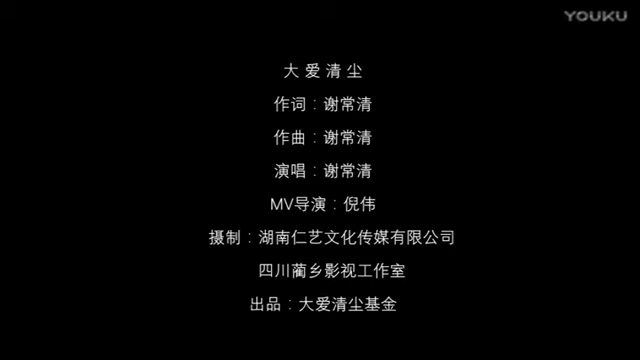 YOUKU
大爱清尘
作词：谢常清
作曲：谢常清
演唱：谢常清
MV导演：倪伟
摄制：湖南仁艺文化传媒有限公司
四川蔺乡影视工作室
出品：大爱清尘基金